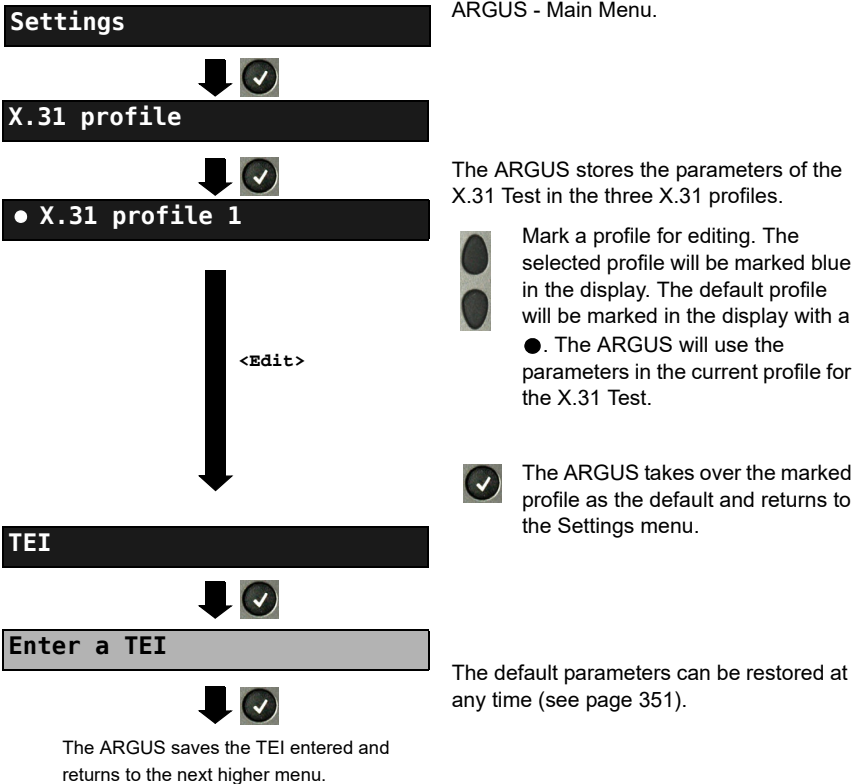 ARGUS - Main Menu.
Settings
X.31 profile
The ARGUS stores the parameters of the
X.31 Test in the three X.31 profiles.
● X.31 profile 1
Mark a profile for editing. The
selected profile will be marked blue
in the display. The default profile
will be marked in the display with a
●. The ARGUS will use the
parameters in the current profile for
the X.31 Test.
<Edit>
The ARGUS takes over the marked
profile as the default and returns to
the Settings menu.
TEI
Enter a TEI
The default parameters can be restored at
any time (see page 351).
The ARGUS saves the TEI entered and
returns to the next higher menu.